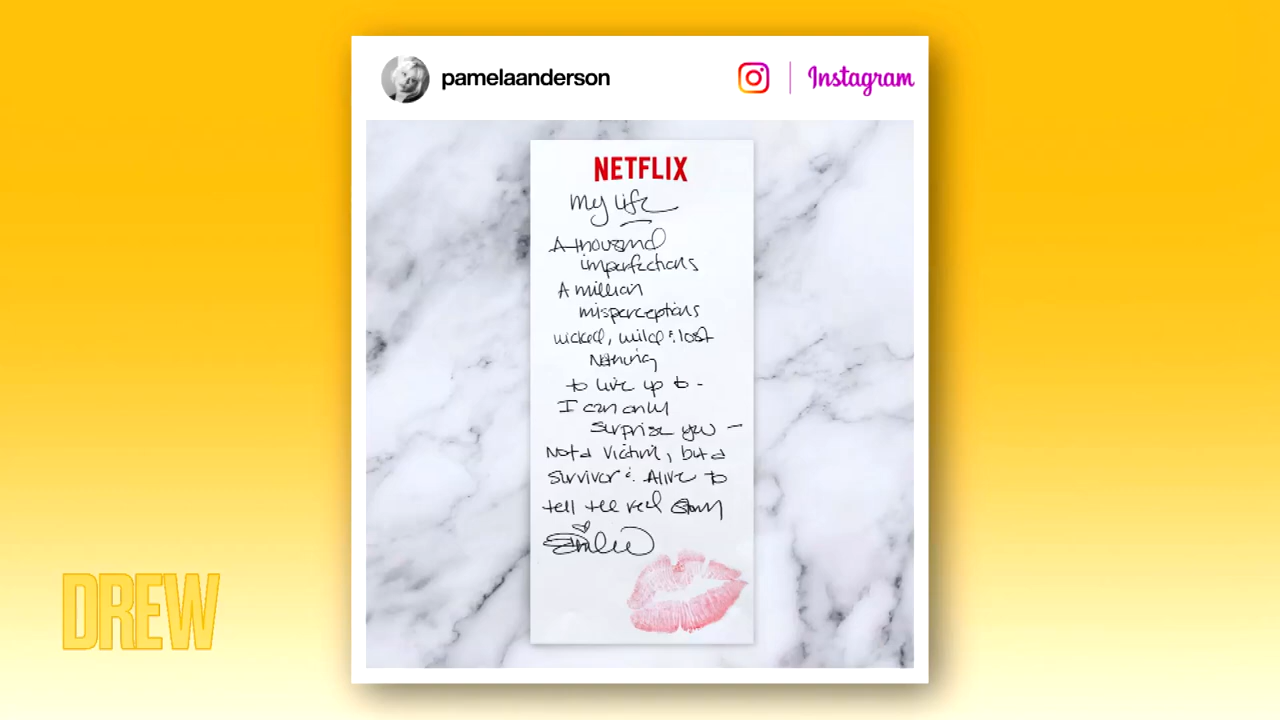 pamelaanderson
Instagram
NETFLIX
My Life
A thousand
imperfections
A million
misperceptions
wicked, wild & lost
Nothing
to live up to -
I can only
surprise you -
Not a victim, but a
survivor & Alive to
tell the real story
DREW